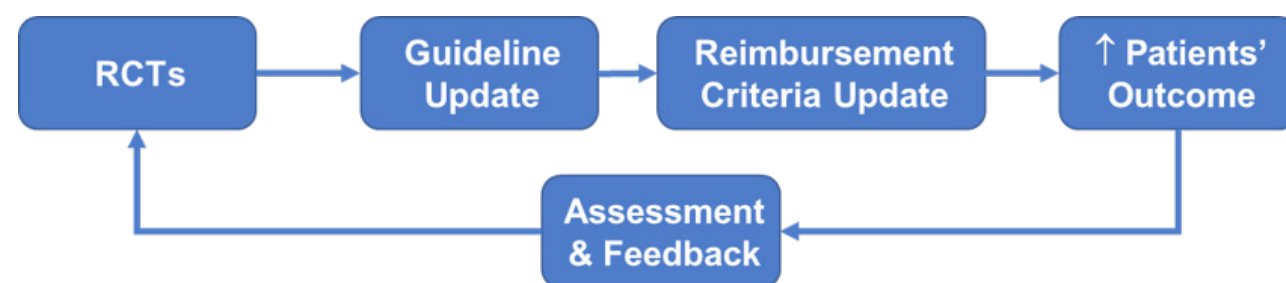 RCTs
Guideline
Update
Reimbursement
Criteria Update
↑ Patients’
Outcome
Assessment
& Feedback